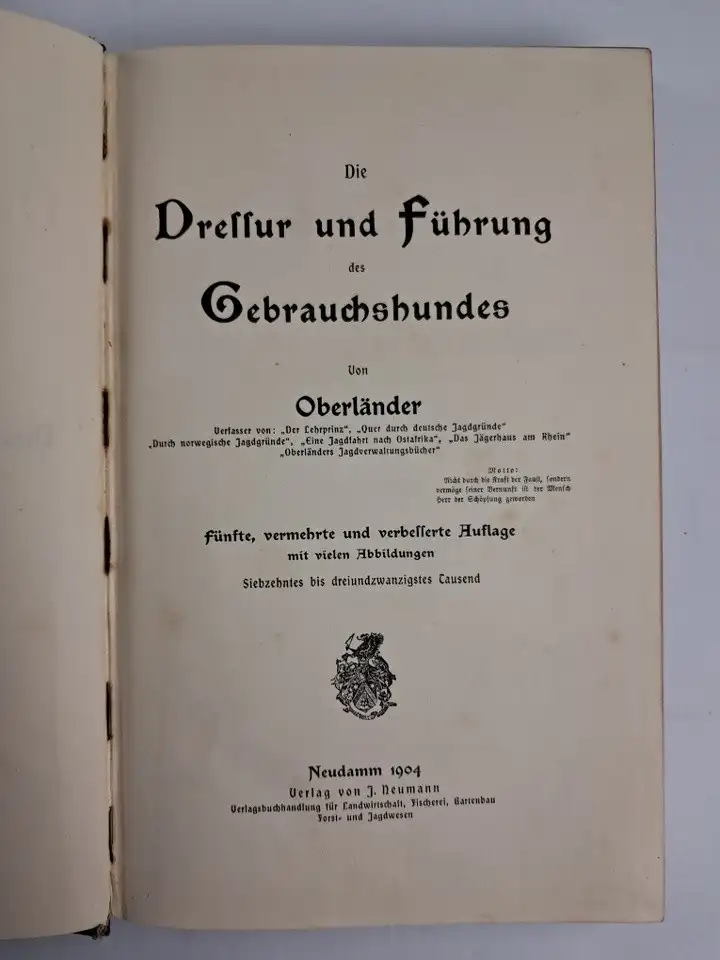 Die
Dreſſur und Führung
des
Gebrauchshundes
Von
Oberländer
Verfasser von: „Der Lehrprinz“, „Quer durch deutsche Jagdgründe“
„Durch norwegische Jagdgründe“, „Eine Jagdfahrt nach Ostafrika“, „Das Jägerhaus am Rhein“
„Oberländers Jagdverwaltungsbücher“
Motto:
Nicht durch die Kraft der Fauſt, ſondern
vermöge ſeiner Vernunft iſt der Menſch
Herr der Schöpfung geworden
Fünfte, vermehrte und verbeſſerte Auflage
mit vielen Abbildungen
Siebzehntes bis dreiundzwanzigstes Tausend
Neudamm 1904
Verlag von J. Neumann
Verlagsbuchhandlung für Landwirtschaft, Fischerei, Gartenbau
Forst- und Jagdwesen